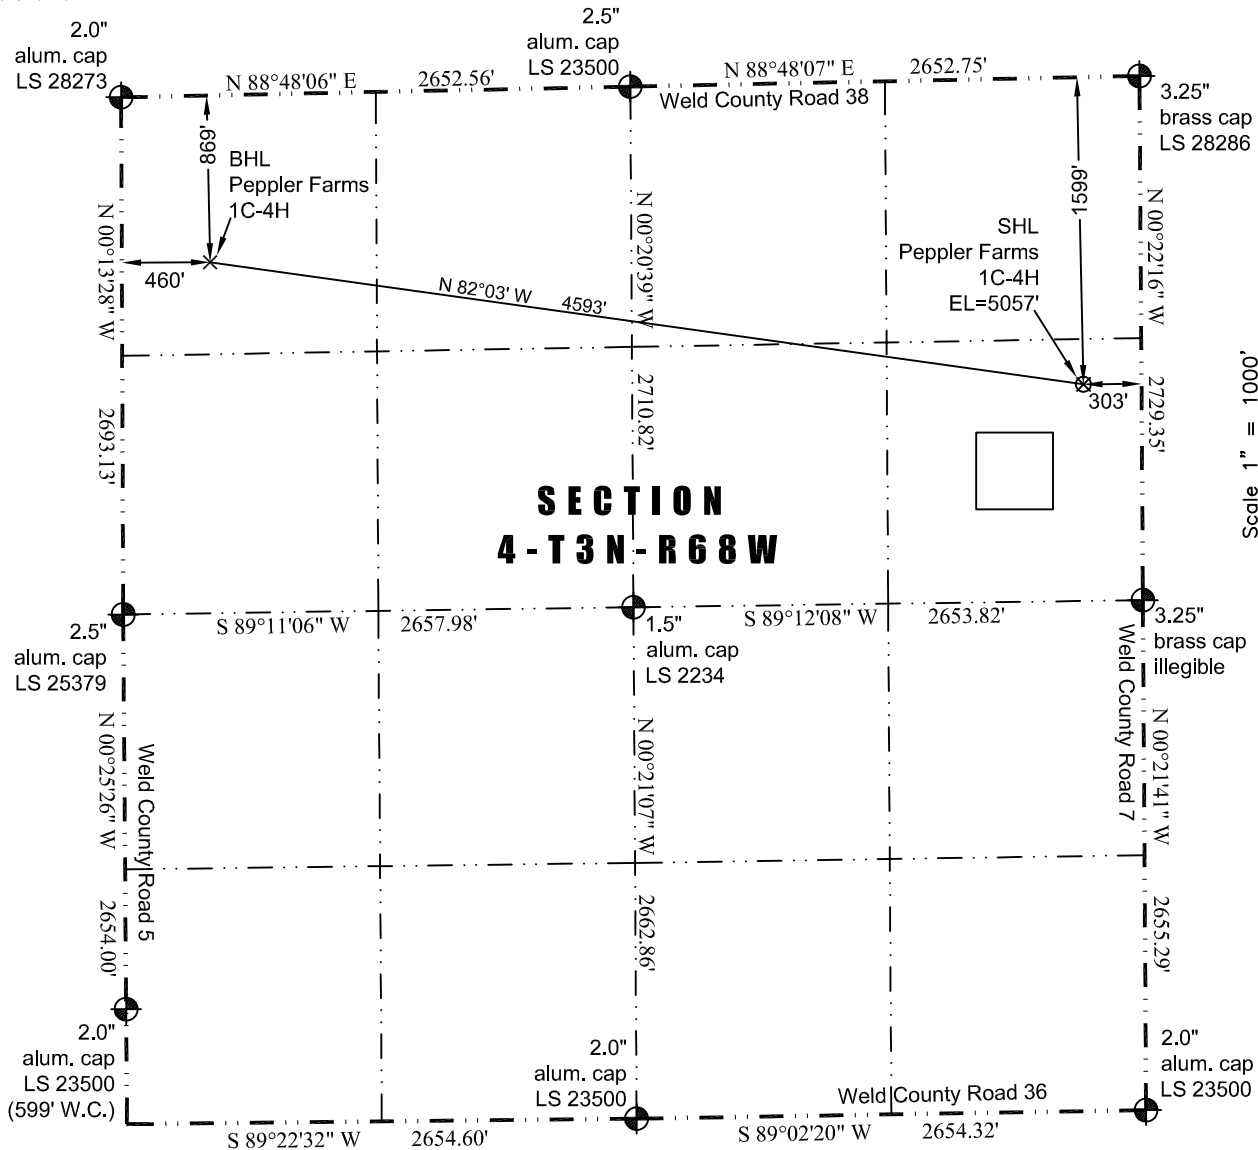 2.0"
alum. cap
LS 28273
2.5"
alum. cap
LS 23500
N 88°48'06" E
2652.56'
N 88°48'07" E
2652.75'
Weld County Road 38
3.25"
brass cap
LS 28286
869'
BHL
Peppler Farms
1C-4H
460'
N 00°13'28" W
2693.13'
N 82°03' W
4593'
N 00°20'39" W
2710.82'
1599'
SHL
Peppler Farms
1C-4H
EL=5057'
303'
N 00°22'16" W
2729.35'
Scale 1" = 1000'
SECTION
4-T3N-R68W
2.5"
alum. cap
LS 25379
S 89°11'06" W
2657.98'
1.5"
alum. cap
LS 2234
S 89°12'08" W
2653.82'
3.25"
brass cap
illegible
N 00°25'26" W
2654.00'
Weld County Road 5
N 00°21'07" W
2662.86'
Weld County Road 7
N 00°21'41" W
2655.29'
2.0"
alum. cap
LS 23500
(599' W.C.)
2.0"
alum. cap
LS 23500
Weld County Road 36
2.0"
alum. cap
LS 23500
S 89°22'32" W
2654.60'
S 89°02'20" W
2654.32'